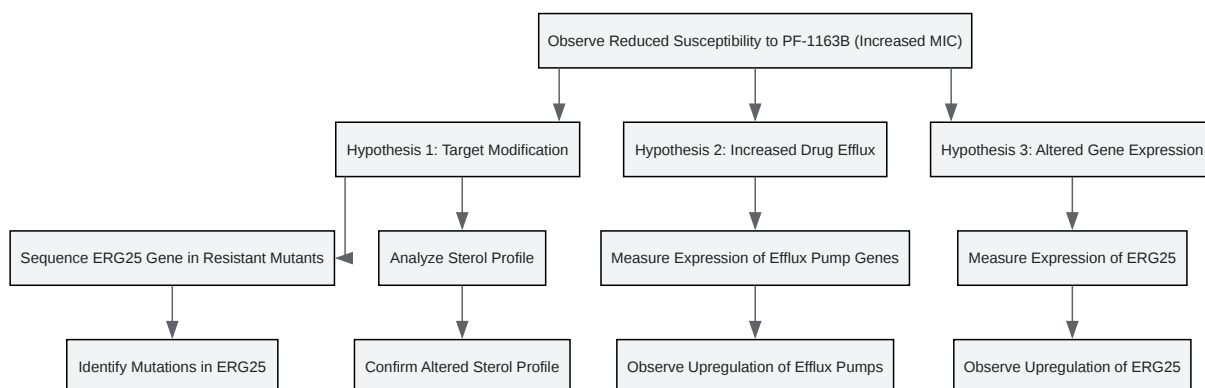 Observe Reduced Susceptibility to PF-1163B (Increased MIC)
Hypothesis 1: Target Modification
Hypothesis 2: Increased Drug Efflux
Hypothesis 3: Altered Gene Expression
Sequence ERG25 Gene in Resistant Mutants
Analyze Sterol Profile
Measure Expression of Efflux Pump Genes
Measure Expression of ERG25
Identify Mutations in ERG25
Confirm Altered Sterol Profile
Observe Upregulation of Efflux Pumps
Observe Upregulation of ERG25